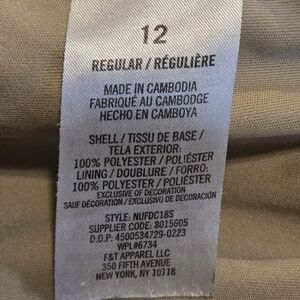 12
REGULAR / RÉGULIÈRE
MADE IN CAMBODIA
FABRIQUÉ AU CAMBODGE
HECHO EN CAMBOYA
SHELL / TISSU DE BASE /
TELA EXTERIOR:
100% POLYESTER / POLIÉSTER
LINING / DOUBLURE / FORRO:
100% POLYESTER / POLIÉSTER
EXCLUSIVE OF DECORATION
SAUF DÉCORATION / EXCLUSIVO DE DECORACIÓN
STYLE: NUFDC18S
SUPPLIER CODE: 8015605
D.O.P. 4500534729-0223
WPL#6734
F&T APPAREL LLC
350 FIFTH AVENUE
NEW YORK, NY 10118